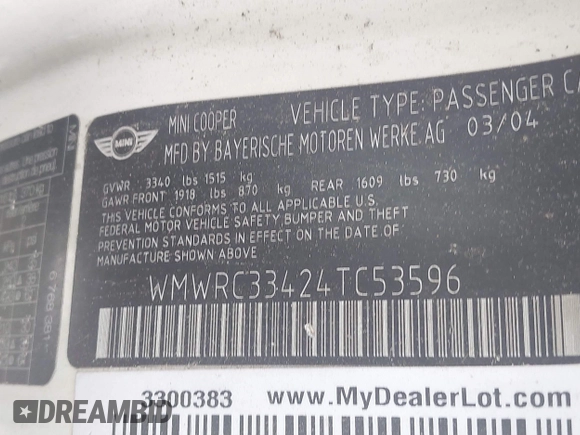 MINI COOPER VEHICLE TYPE: PASSENGER CA
MINI
MFD BY BAYERISCHE MOTOREN WERKE AG 03/04
GVWR : 3340 lbs 1515 kg
GAWR FRONT 1918 lbs 870 kg REAR 1609 lbs 730 kg
THIS VEHICLE CONFORMS TO ALL APPLICABLE U.S.
FEDERAL MOTOR VEHICLE SAFETY,BUMPER AND THEFT
PREVENTION STANDARDS IN EFFECT ON THE DATE OF
MANUFACTURE SHOWN ABOVE.
WMWRC33424TC53596
3300383 www.MyDealerLot.com
DREAMBID